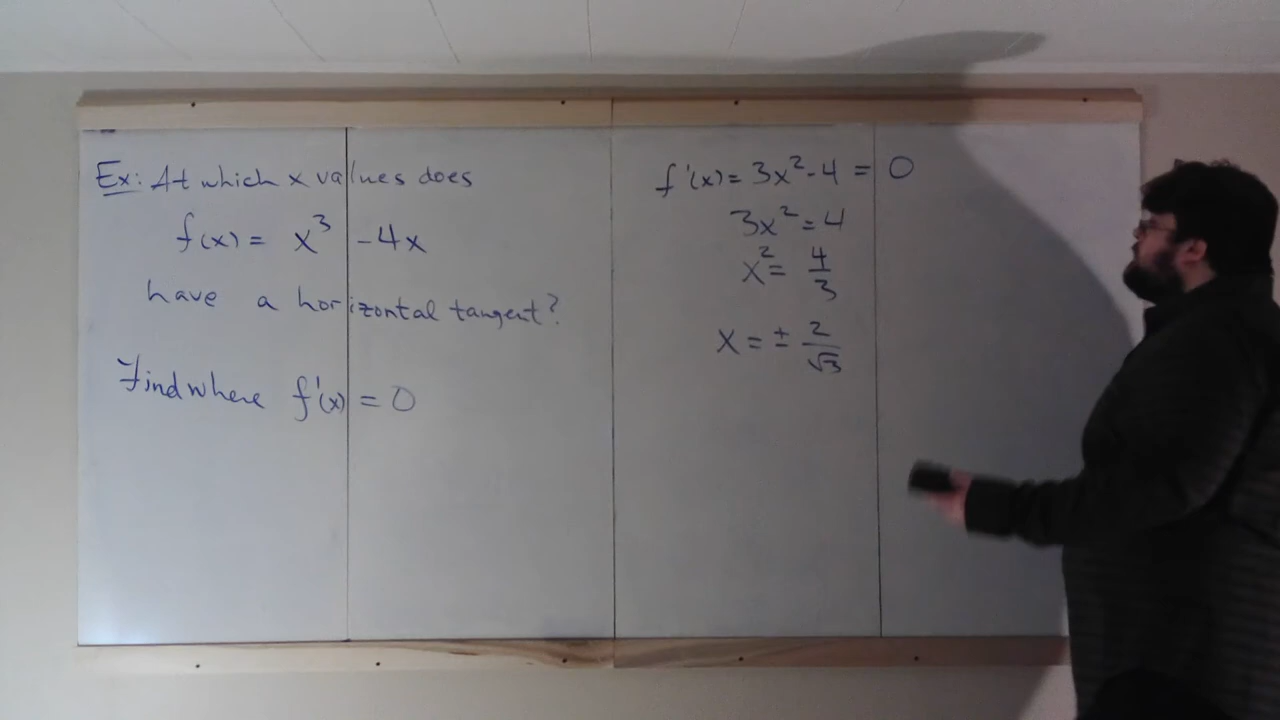 Ex: At which x values does
f(x) = x³ - 4x
have a horizontal tangent?
Find where f'(x) = 0
f'(x) = 3x² - 4 = 0
3x² = 4
x² = 4/3
x = ± 2/√3